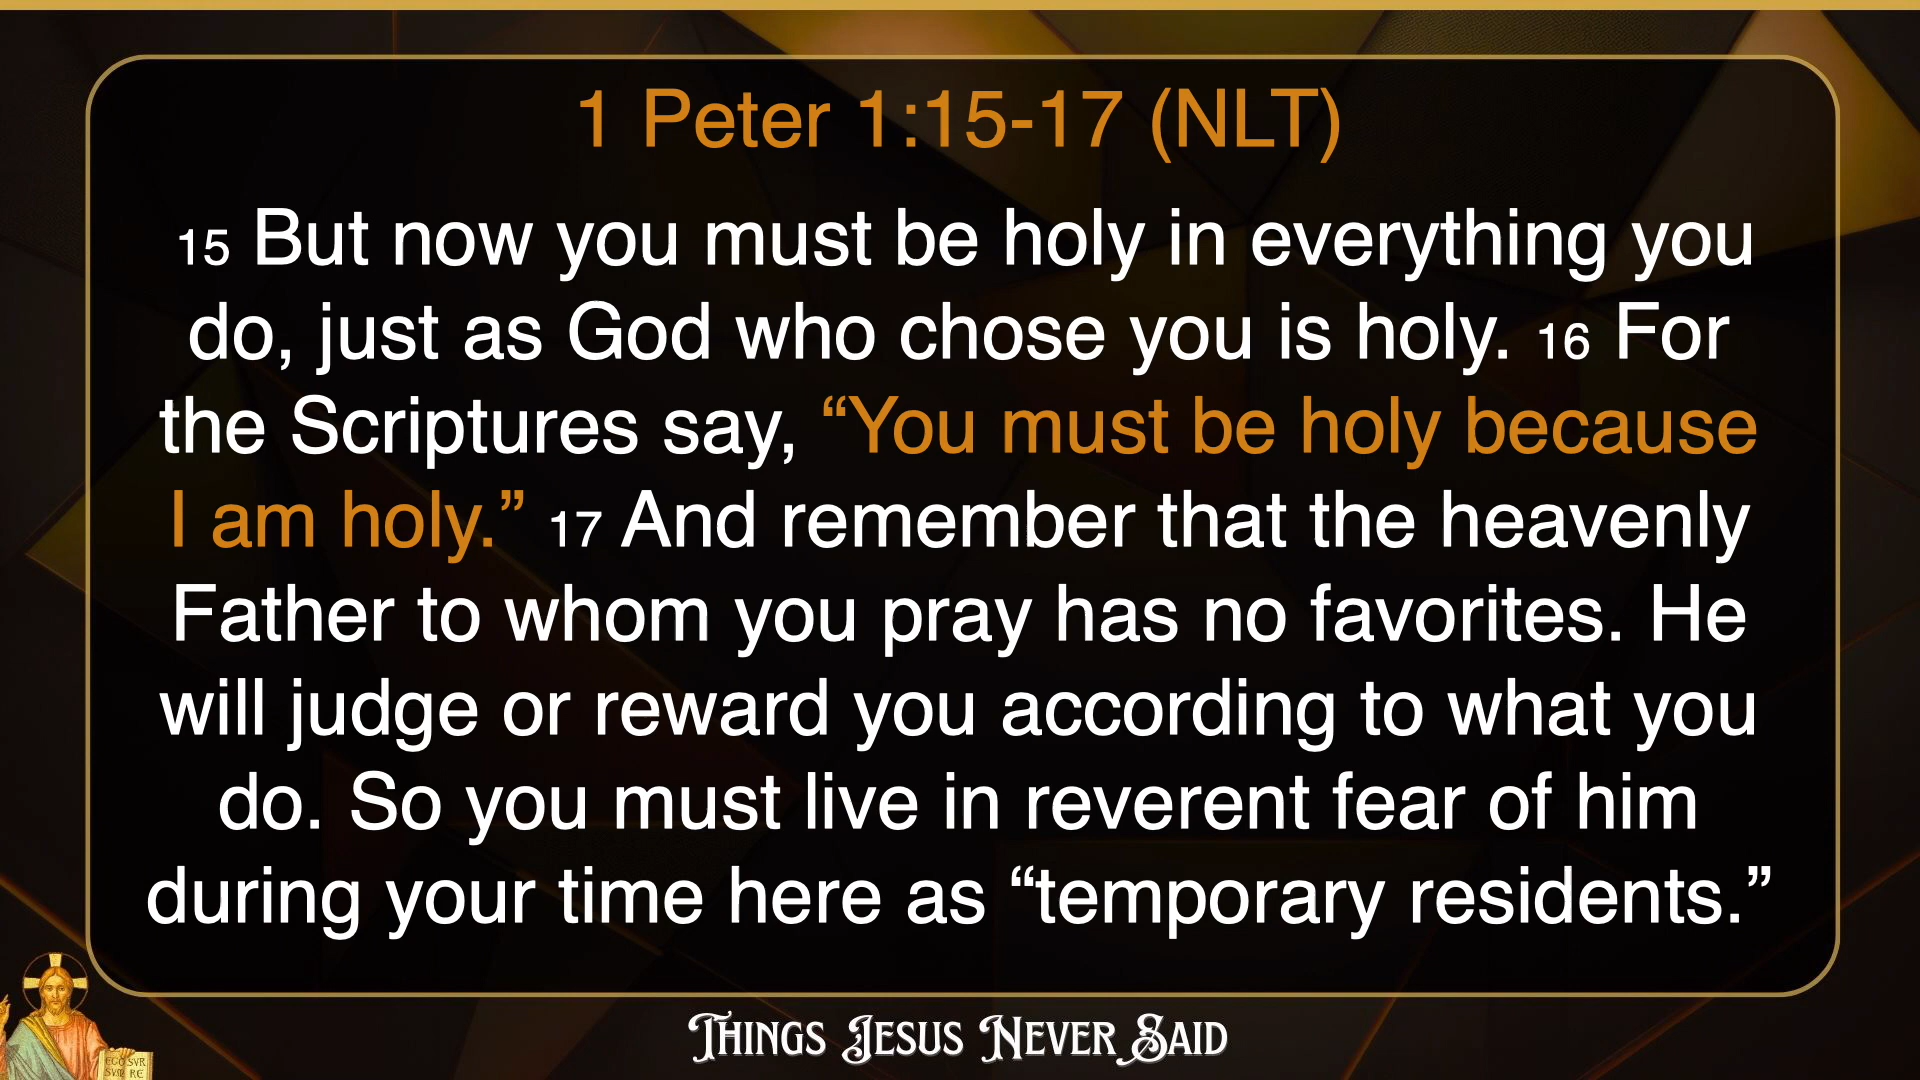 1 Peter 1:15-17 (NLT)
15 But now you must be holy in everything you
do, just as God who chose you is holy. 16 For
the Scriptures say, “You must be holy because
I am holy.” 17 And remember that the heavenly
Father to whom you pray has no favorites. He
will judge or reward you according to what you
do. So you must live in reverent fear of him
during your time here as “temporary residents.”
THINGS JESUS NEVER SAID
EGO SVR
SVM RE